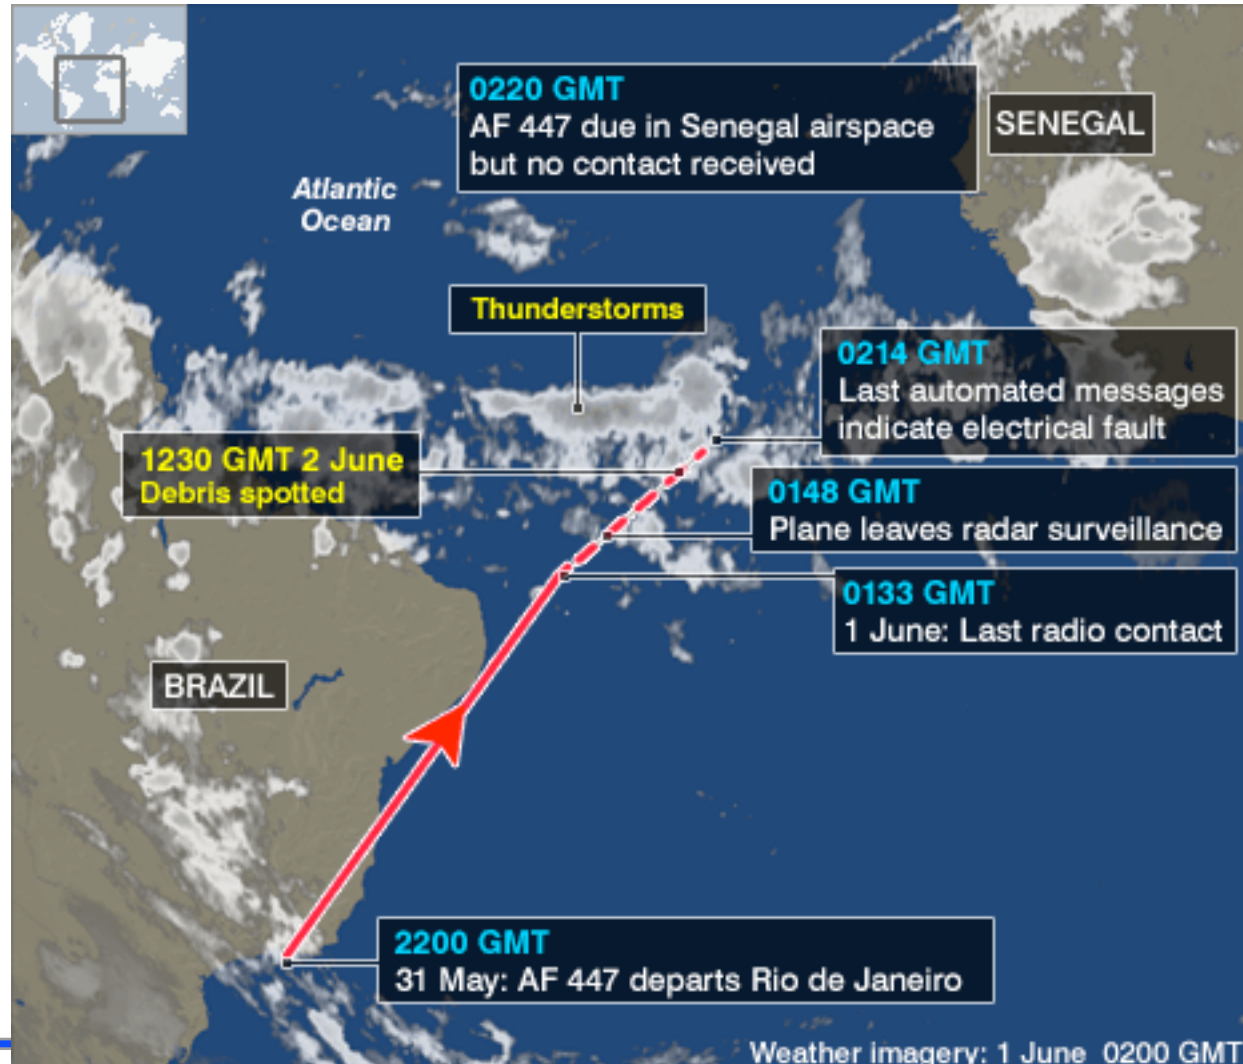 0220 GMT
AF 447 due in Senegal airspace
but no contact received
SENEGAL
Atlantic
Ocean
Thunderstorms
0214 GMT
Last automated messages
indicate electrical fault
1230 GMT 2 June
Debris spotted
0148 GMT
Plane leaves radar surveillance
0133 GMT
1 June: Last radio contact
BRAZIL
2200 GMT
31 May: AF 447 departs Rio de Janeiro
Weather imagery: 1 June 0200 GMT